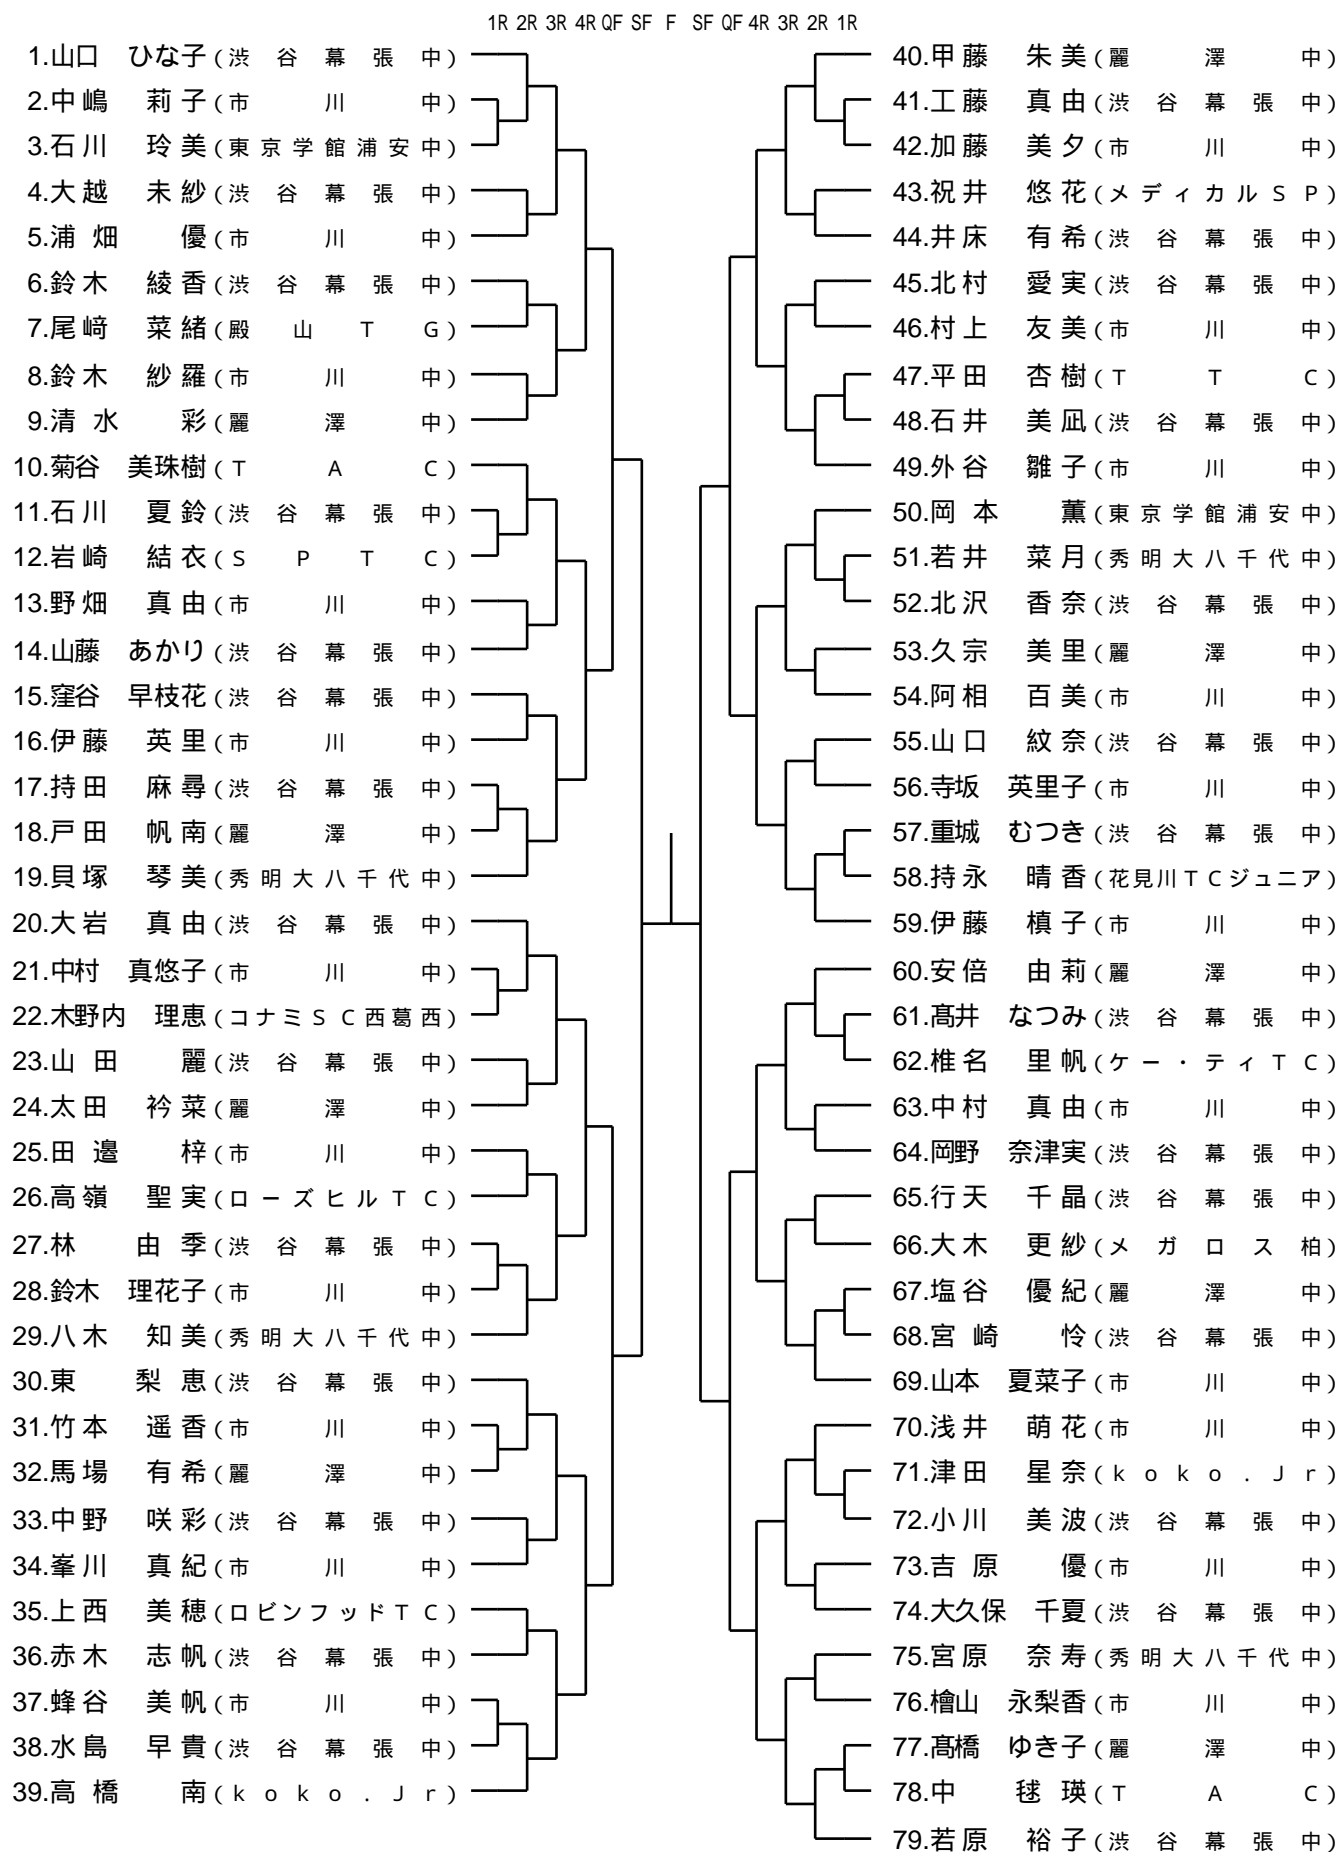 1R 2R 3R 4R QF SF F SF QF 4R 3R 2R 1R
1.山口 ひな子(渋谷幕張中)
2.中嶋 莉子(市川中)
3.石川 玲美(東京学館浦安中)
4.大越 未紗(渋谷幕張中)
5.浦畑 優(市川中)
6.鈴木 綾香(渋谷幕張中)
7.尾﨑 菜緒(殿山TG)
8.鈴木 紗羅(市川中)
9.清水 彩(麗澤中)
10.菊谷 美珠樹(TAC)
11.石川 夏鈴(渋谷幕張中)
12.岩崎 結衣(SPTC)
13.野畑 真由(市川中)
14.山藤 あかり(渋谷幕張中)
15.窪谷 早枝花(渋谷幕張中)
16.伊藤 英里(市川中)
17.持田 麻尋(渋谷幕張中)
18.戸田 帆南(麗澤中)
19.貝塚 琴美(秀明大八千代中)
20.大岩 真由(渋谷幕張中)
21.中村 真悠子(市川中)
22.木野内 理恵(コナミSC西葛西)
23.山田 麗(渋谷幕張中)
24.太田 衿菜(麗澤中)
25.田邉 梓(市川中)
26.高嶺 聖実(ローズヒルTC)
27.林 由季(渋谷幕張中)
28.鈴木 理花子(市川中)
29.八木 知美(秀明大八千代中)
30.東 梨恵(渋谷幕張中)
31.竹本 遥香(市川中)
32.馬場 有希(麗澤中)
33.中野 咲彩(渋谷幕張中)
34.峯川 真紀(市川中)
35.上西 美穂(ロビンフッドTC)
36.赤木 志帆(渋谷幕張中)
37.蜂谷 美帆(市川中)
38.水島 早貴(渋谷幕張中)
39.高橋 南(koko.Jr)
40.甲藤 朱美(麗澤中)
41.工藤 真由(渋谷幕張中)
42.加藤 美夕(市川中)
43.祝井 悠花(メディカルSP)
44.井床 有希(渋谷幕張中)
45.北村 愛実(渋谷幕張中)
46.村上 友美(市川中)
47.平田 杏樹(TTC)
48.石井 美凪(渋谷幕張中)
49.外谷 雛子(市川中)
50.岡本 薫(東京学館浦安中)
51.若井 菜月(秀明大八千代中)
52.北沢 香奈(渋谷幕張中)
53.久宗 美里(麗澤中)
54.阿相 百美(市川中)
55.山口 紋奈(渋谷幕張中)
56.寺坂 英里子(市川中)
57.重城 むつき(渋谷幕張中)
58.持永 晴香(花見川TCジュニア)
59.伊藤 槙子(市川中)
60.安倍 由莉(麗澤中)
61.髙井 なつみ(渋谷幕張中)
62.椎名 里帆(ケー・ティTC)
63.中村 真由(市川中)
64.岡野 奈津実(渋谷幕張中)
65.行天 千晶(渋谷幕張中)
66.大木 更紗(メガロス柏)
67.塩谷 優紀(麗澤中)
68.宮崎 怜(渋谷幕張中)
69.山本 夏菜子(市川中)
70.浅井 萌花(市川中)
71.津田 星奈(koko.Jr)
72.小川 美波(渋谷幕張中)
73.吉原 優(市川中)
74.大久保 千夏(渋谷幕張中)
75.宮原 奈寿(秀明大八千代中)
76.檜山 永梨香(市川中)
77.髙橋 ゆき子(麗澤中)
78.中 毬瑛(TAC)
79.若原 裕子(渋谷幕張中)